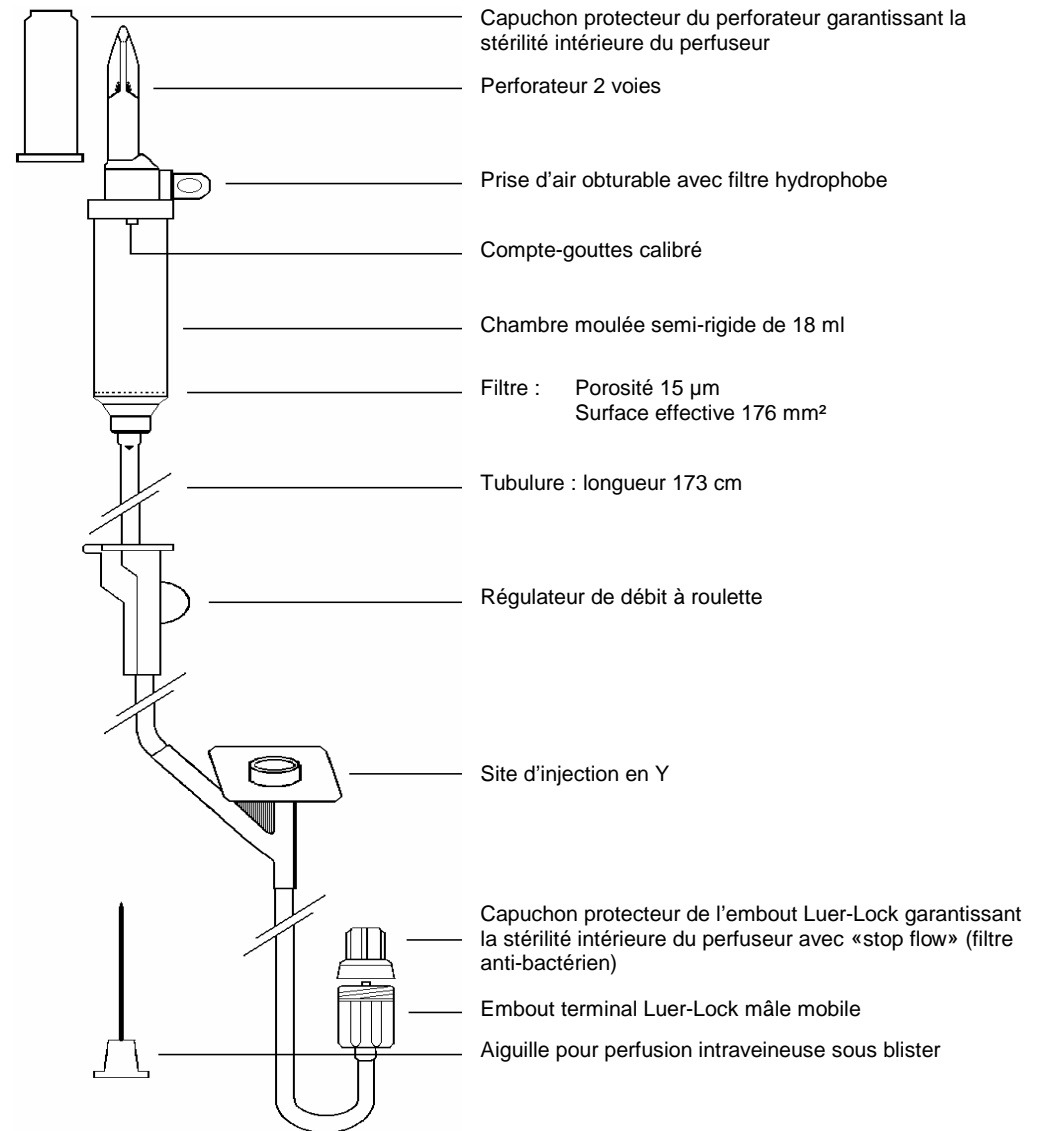 Capuchon protecteur du perforateur garantissant la
stérilité intérieure du perfuseur
Perforateur 2 voies
Prise d’air obturable avec filtre hydrophobe
Compte-gouttes calibré
Chambre moulée semi-rigide de 18 ml
Filtre : Porosité 15 µm
Surface effective 176 mm²
Tubulure : longueur 173 cm
Régulateur de débit à roulette
Site d’injection en Y
Capuchon protecteur de l’embout Luer-Lock garantissant
la stérilité intérieure du perfuseur avec «stop flow» (filtre
anti-bactérien)
Embout terminal Luer-Lock mâle mobile
Aiguille pour perfusion intraveineuse sous blister